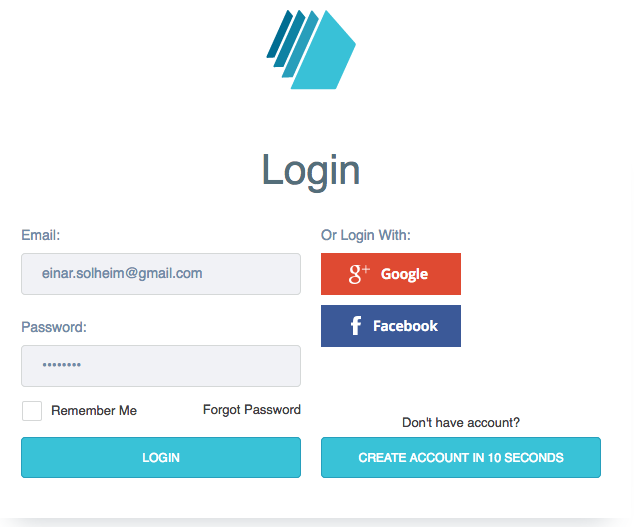 Login
Email:
einar.solheim@gmail.com
Password:
••••••••
Remember Me
Forgot Password
LOGIN
Or Login With:
g+ Google
f Facebook
Don't have account?
CREATE ACCOUNT IN 10 SECONDS